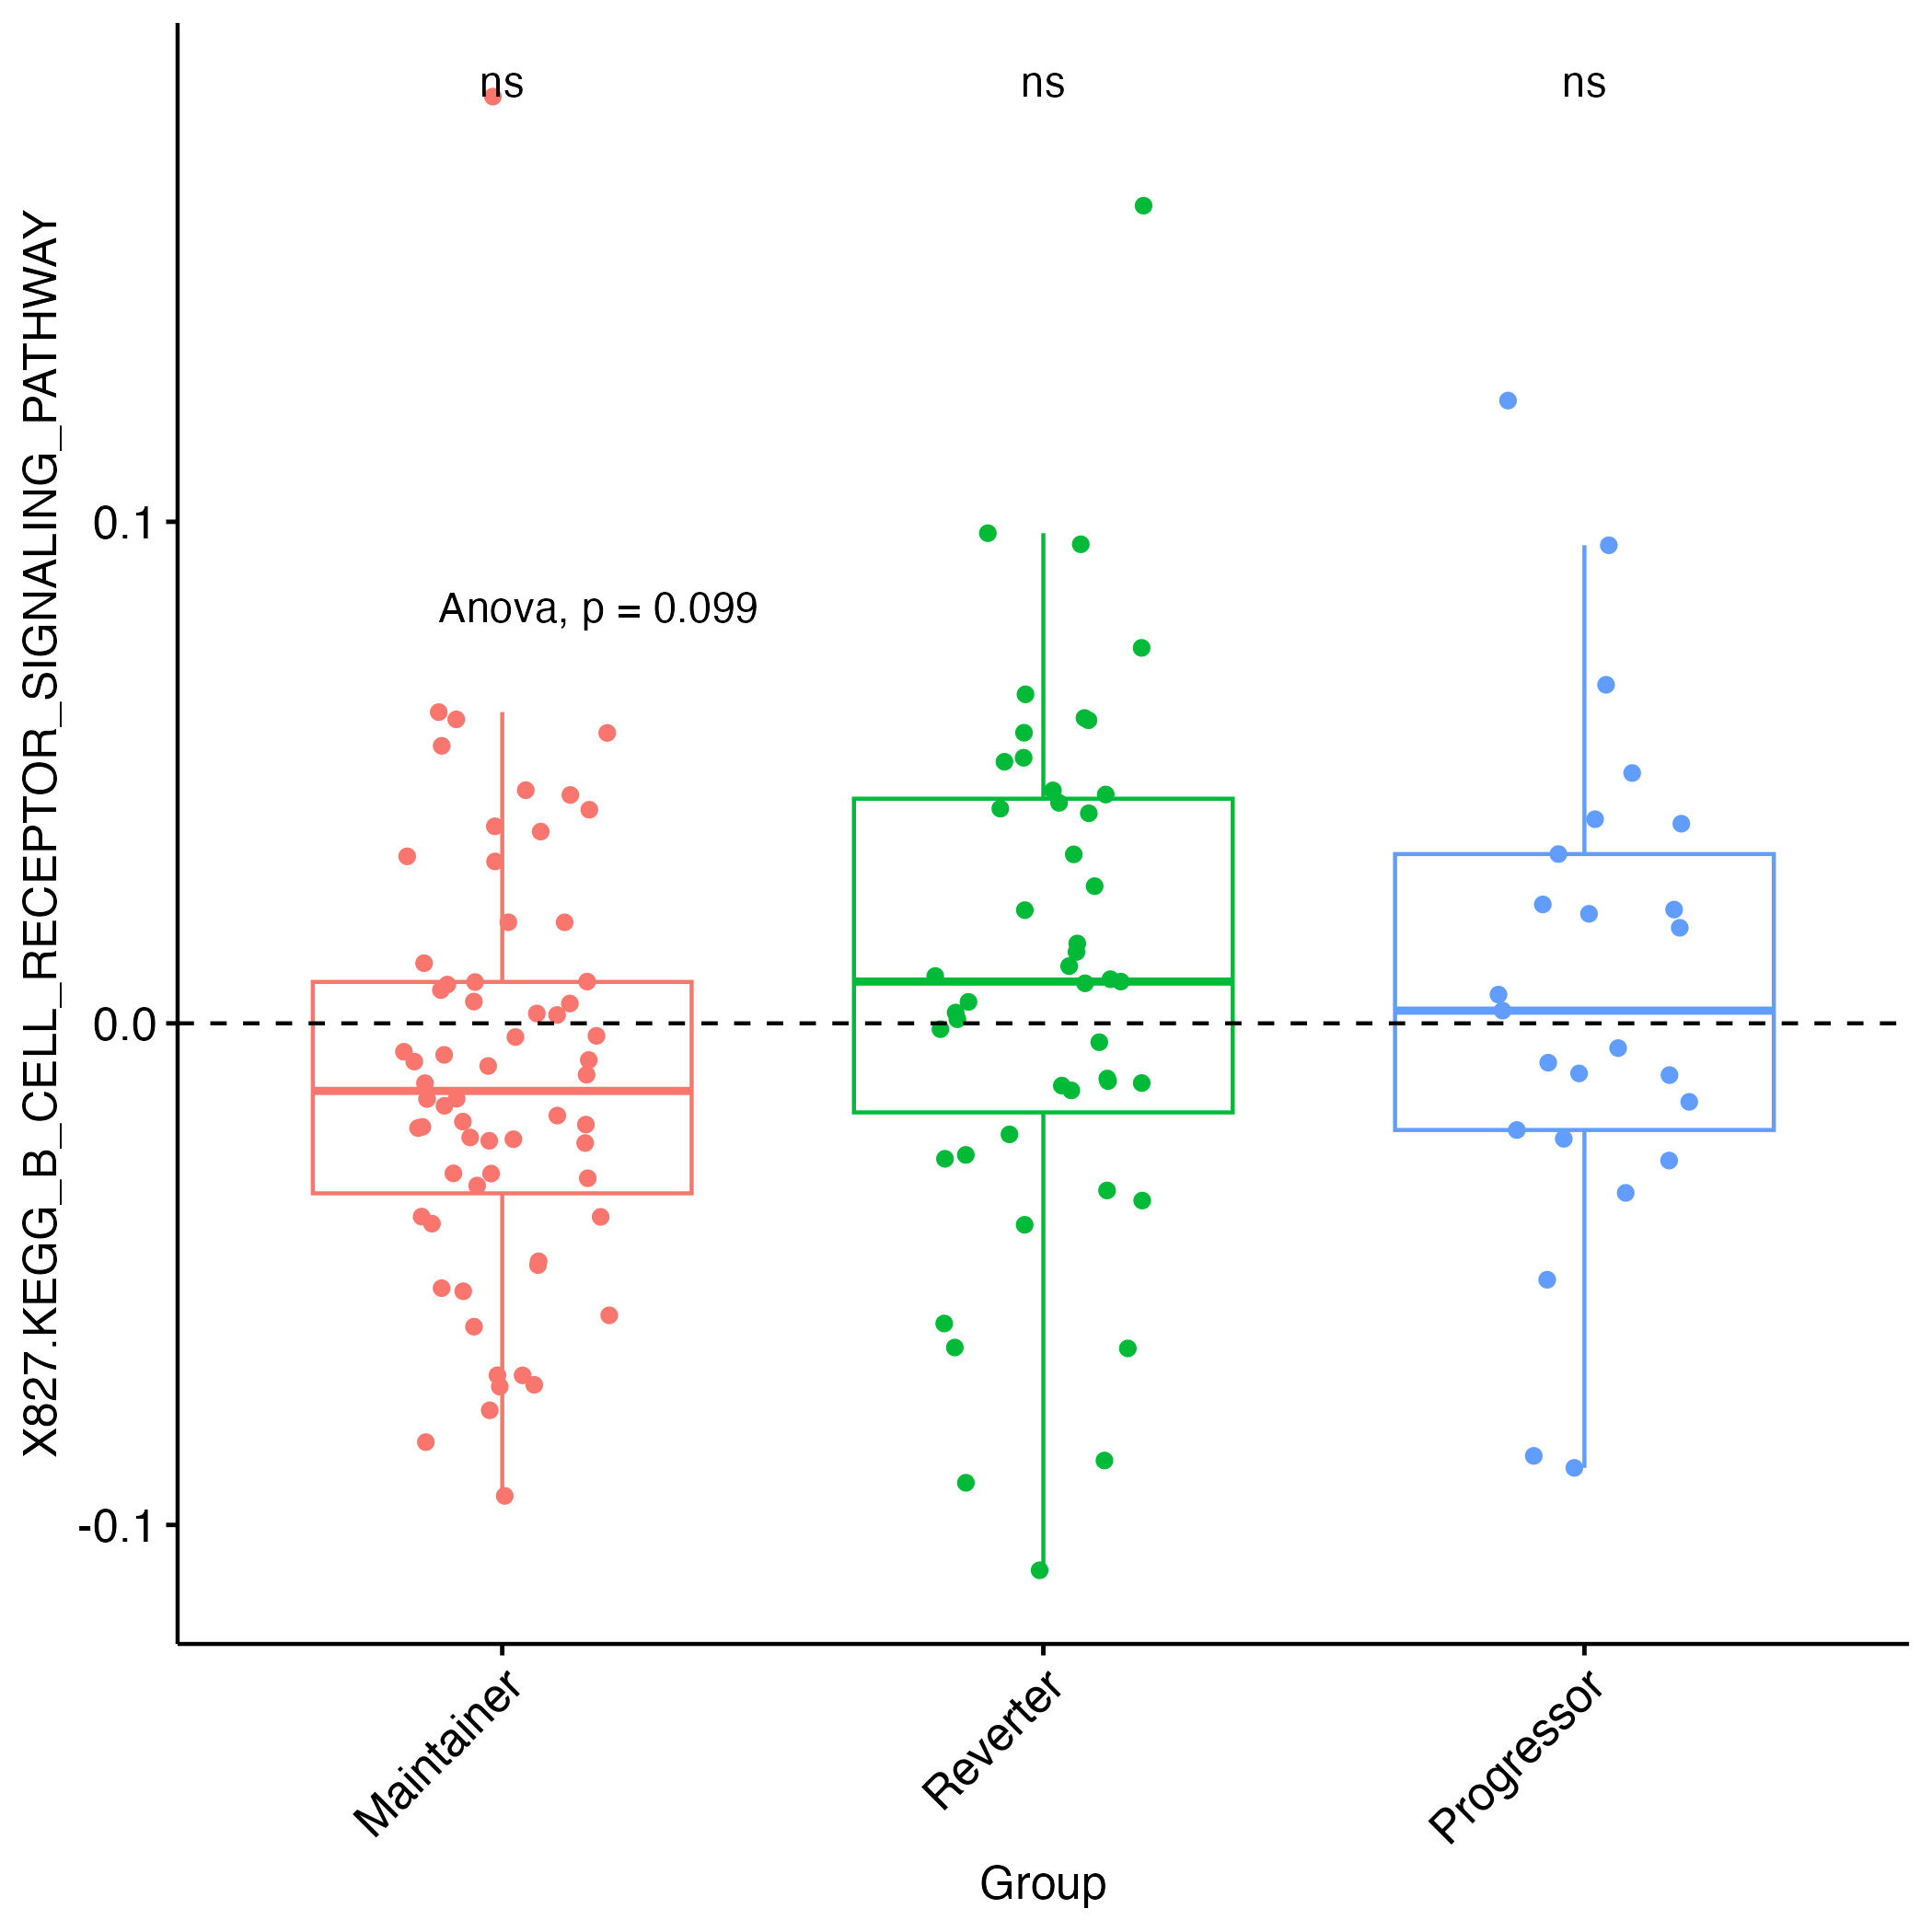 ns
ns
ns
Anova, p = 0.099
X827.KEGG_B_CELL_RECEPTOR_SIGNALING_PATHWAY
0.1
0.0
-0.1
Maintainer
Reverter
Progressor
Group